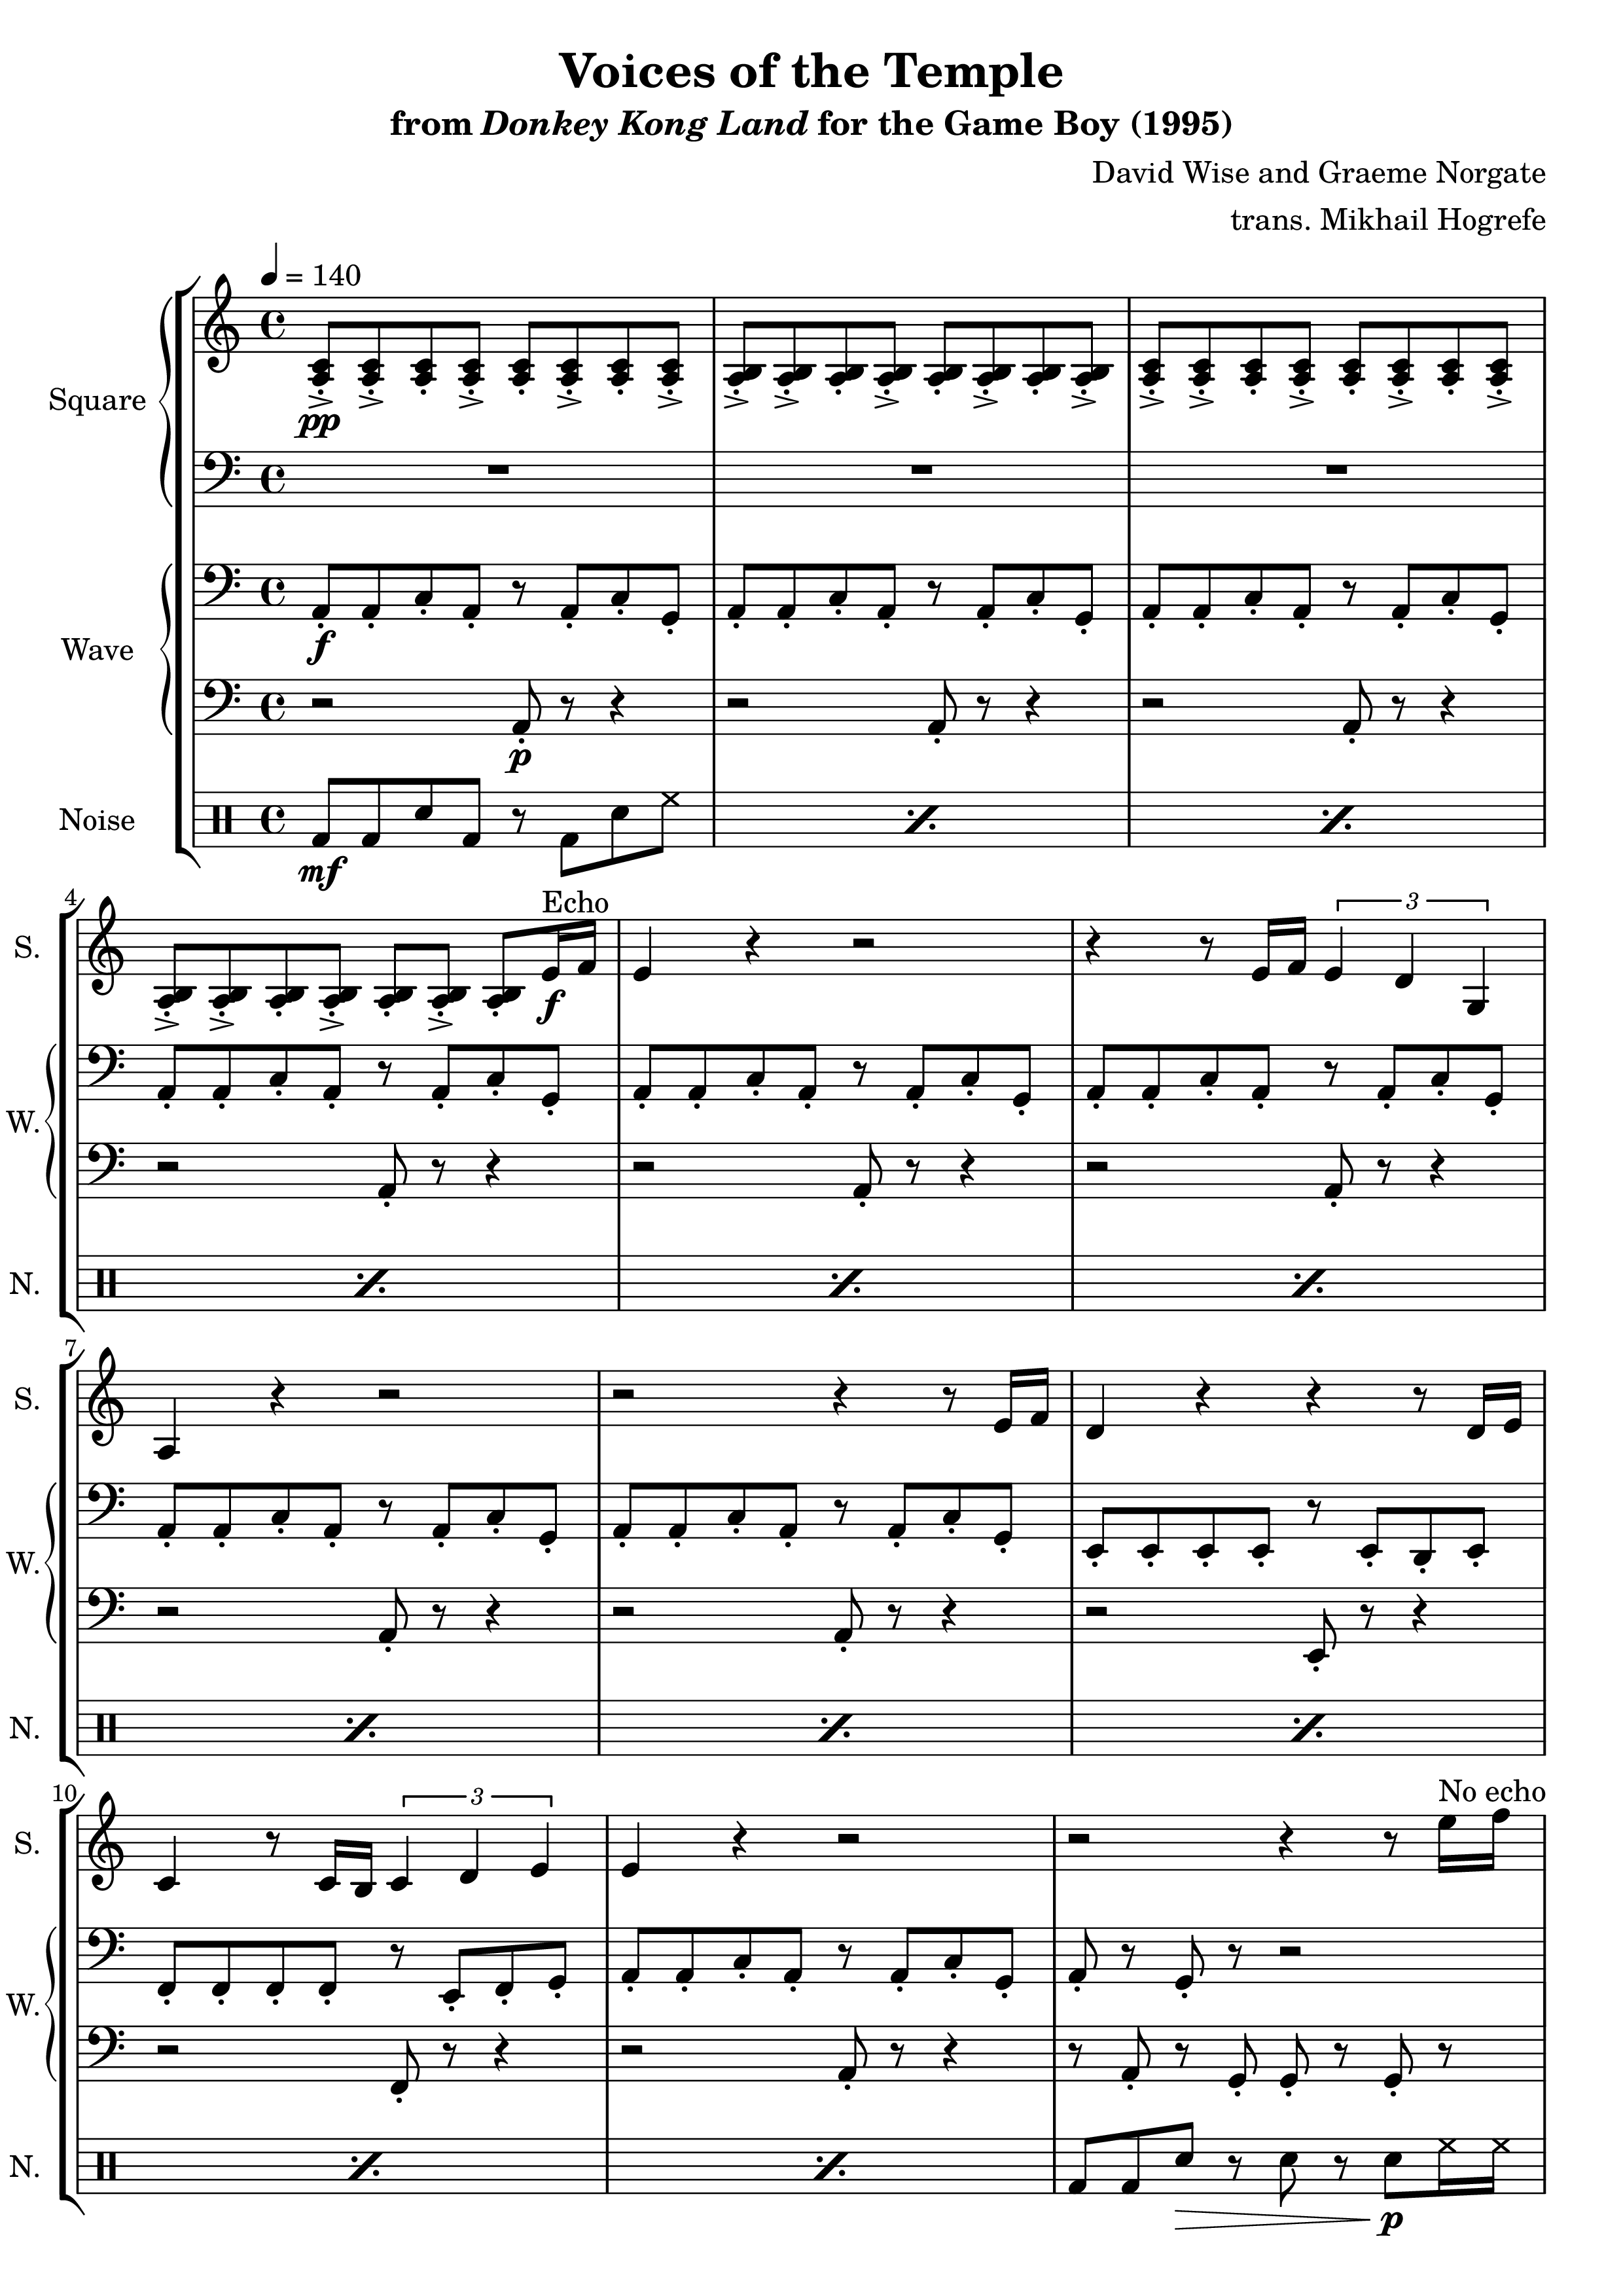 Voices of the Temple
from Donkey Kong Land for the Game Boy (1995)
David Wise and Graeme Norgate
trans. Mikhail Hogrefe
= 140
Square
pp
Wave
f
p
Noise
mf
4
Echo
S.
3
f
W.
N.
7
S.
W.
N.
10
No echo
S.
3
W.
N.
p